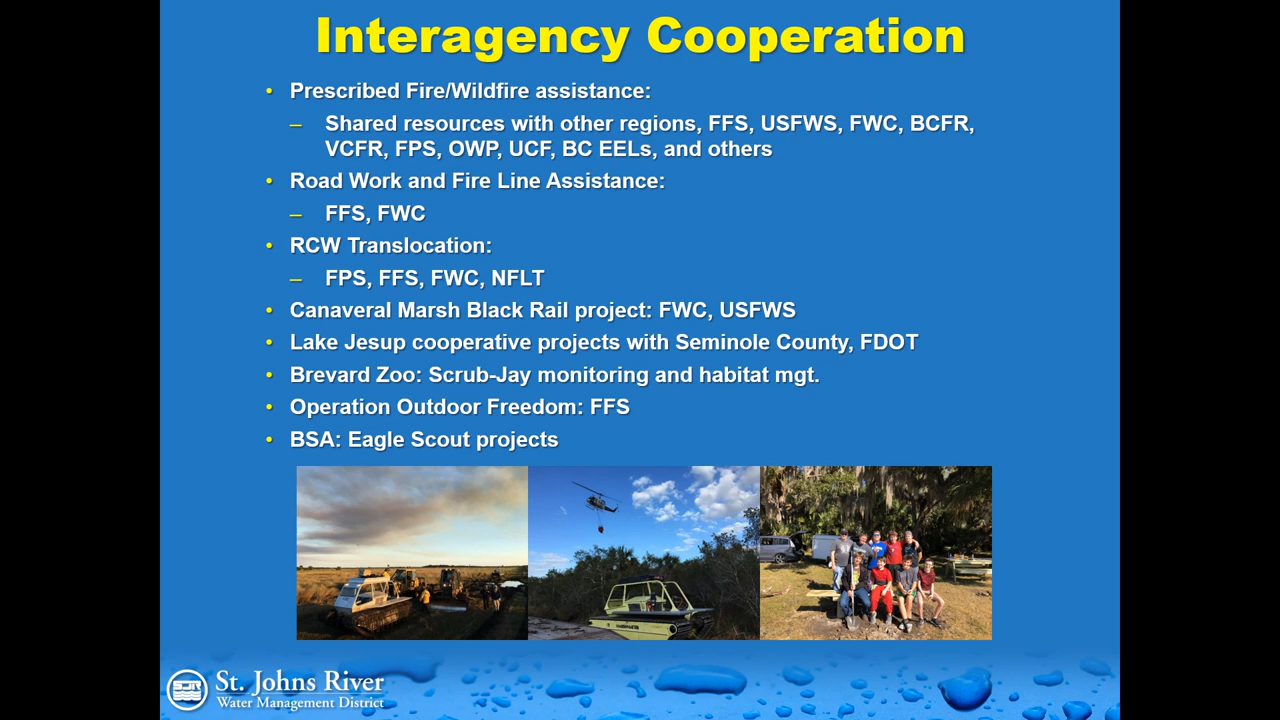 Interagency Cooperation
• Prescribed Fire/Wildfire assistance:
– Shared resources with other regions, FFS, USFWS, FWC, BCFR,
VCFR, FPS, OWP, UCF, BC EELs, and others
• Road Work and Fire Line Assistance:
– FFS, FWC
• RCW Translocation:
– FPS, FFS, FWC, NFLT
• Canaveral Marsh Black Rail project: FWC, USFWS
• Lake Jesup cooperative projects with Seminole County, FDOT
• Brevard Zoo: Scrub-Jay monitoring and habitat mgt.
• Operation Outdoor Freedom: FFS
• BSA: Eagle Scout projects
St. Johns River
Water Management District